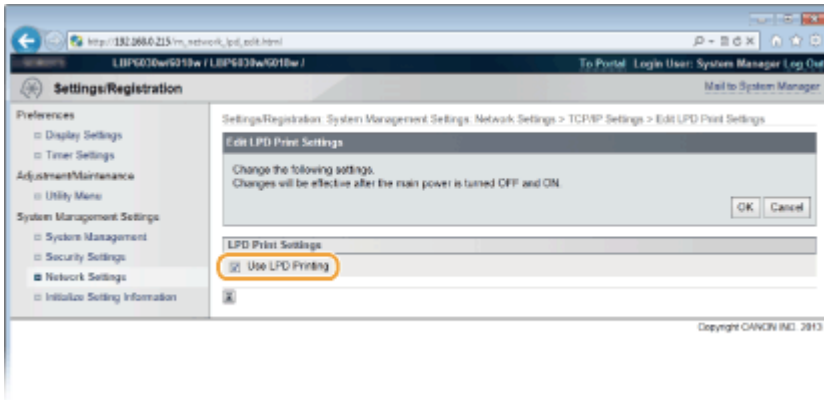 http://192.168.0.215/m_network_lpd_edit.html
LBP6030w/6018w / LBP6030w/6018w /
To Portal Login User: System Manager Log Out
Settings/Registration
Mail to System Manager
Preferences
Display Settings
Timer Settings
Adjustment/Maintenance
Utility Menu
System Management Settings
System Management
Security Settings
Network Settings
Initialize Setting Information
Settings/Registration: System Management Settings: Network Settings > TCP/IP Settings > Edit LPD Print Settings
Edit LPD Print Settings
Change the following settings.
Changes will be effective after the main power is turned OFF and ON.
OK Cancel
LPD Print Settings
Use LPD Printing
Copyright CANON INC. 2013